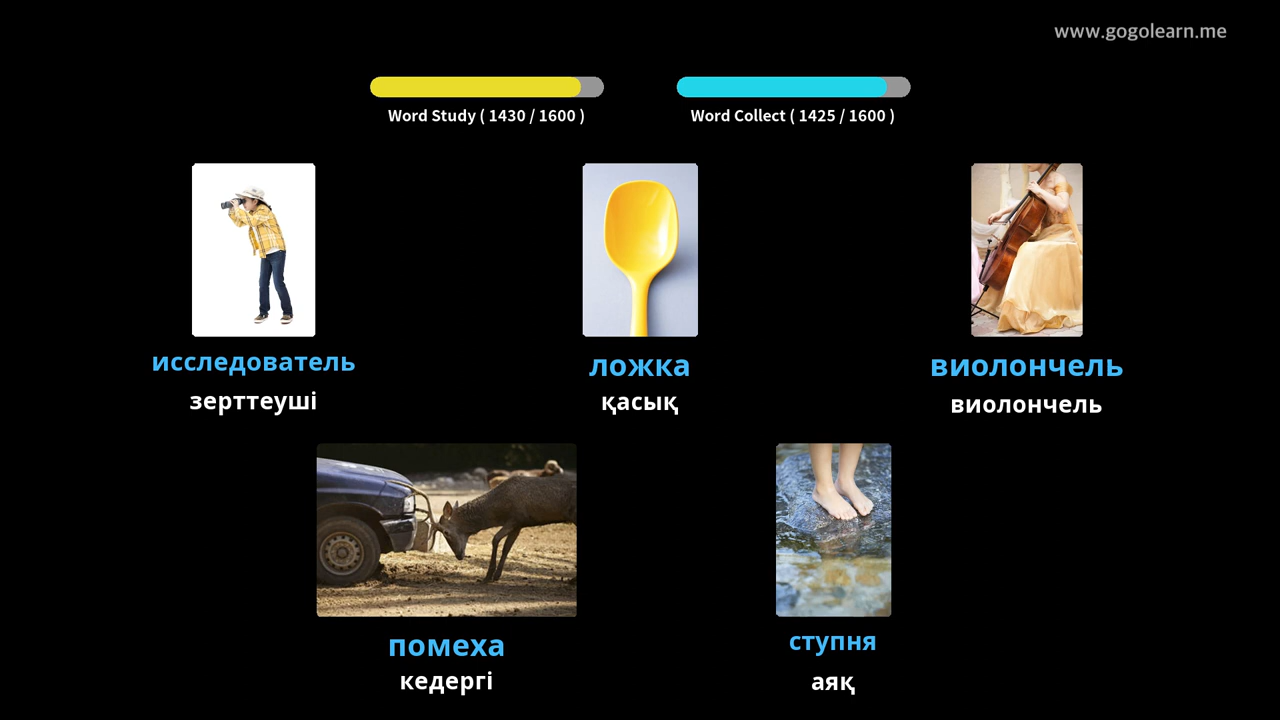 www.gogolearn.me
Word Study ( 1430 / 1600 )
Word Collect ( 1425 / 1600 )
исследователь
зерттеуші
ложка
қасық
виолончель
виолончель
помеха
кедергі
ступня
аяқ